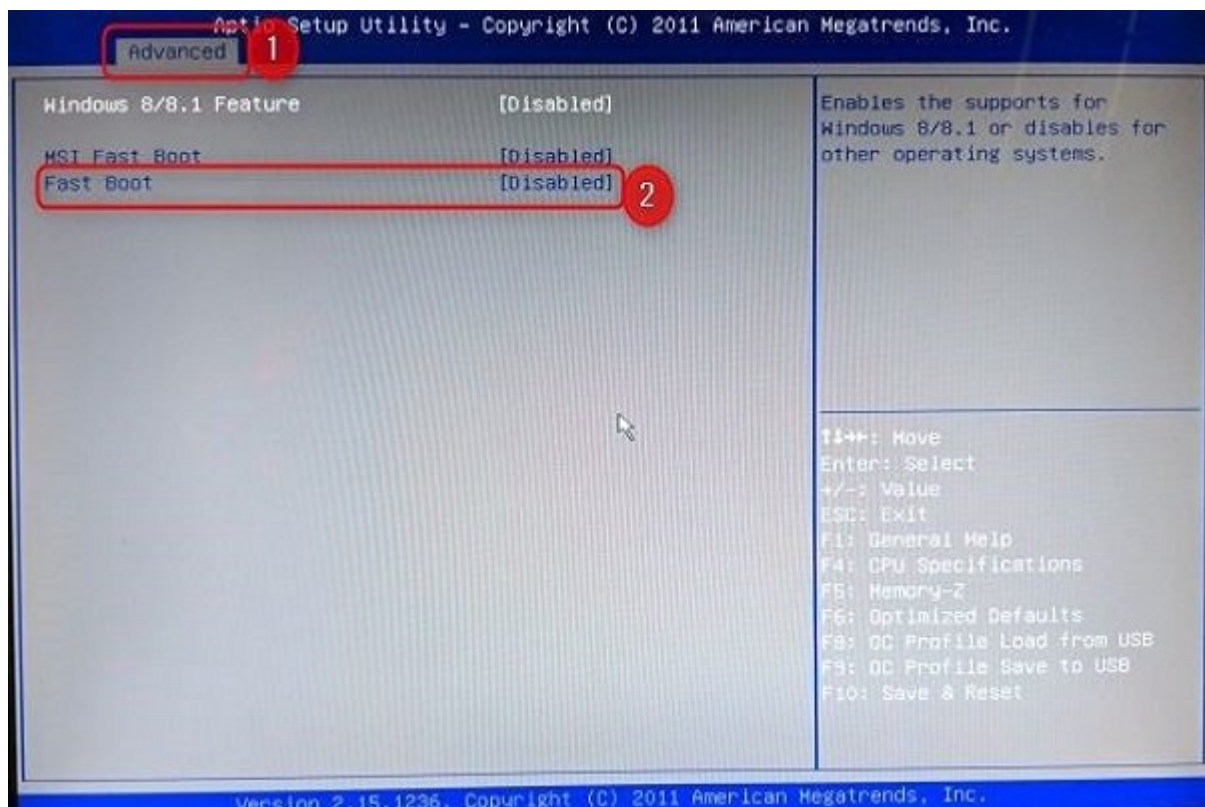 Aptio Setup Utility - Copyright (C) 2011 American Megatrends, Inc.
Advanced
1
Windows 8/8.1 Feature [Disabled]
MSI Fast Boot [Disabled]
Fast Boot [Disabled]
2
Enables the supports for
Windows 8/8.1 or disables for
other operating systems.
↑↓→←: Move
Enter: Select
+/-: Value
ESC: Exit
F1: General Help
F4: CPU Specifications
F5: Memory-Z
F6: Optimized Defaults
F8: OC Profile Load from USB
F9: OC Profile Save to USB
F10: Save & Reset
Version 2.15.1236. Copyright (C) 2011 American Megatrends, Inc.